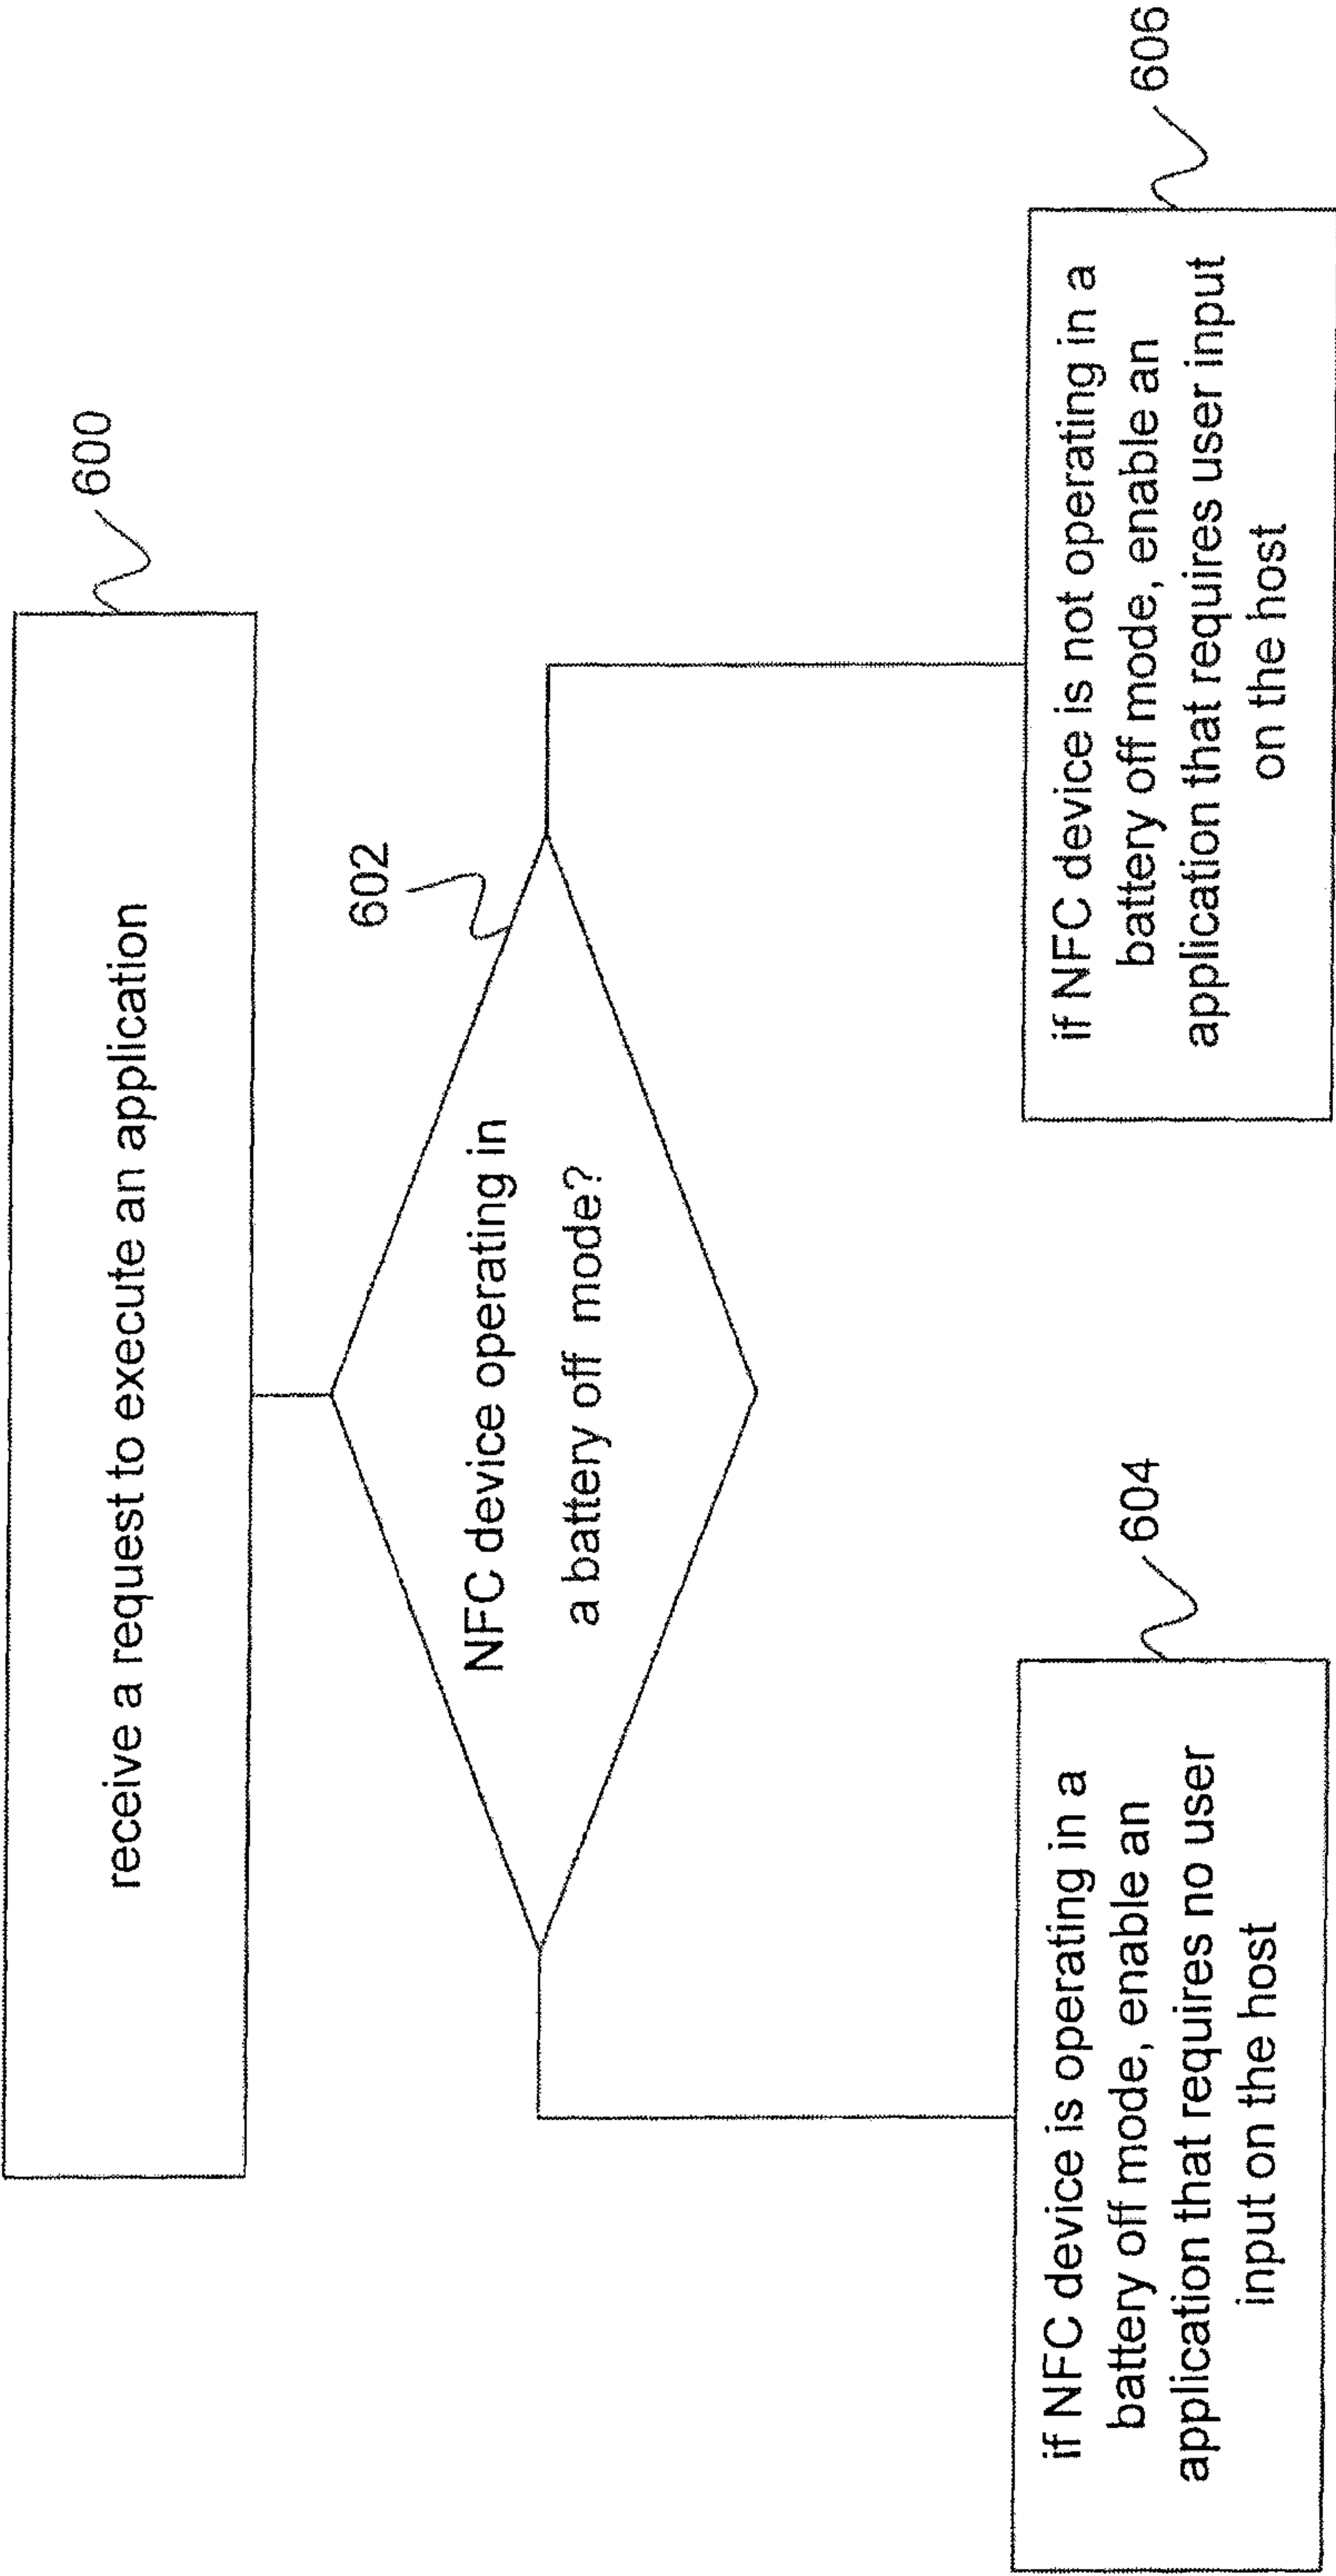 receive a request to execute an application
600
602
NFC device operating in
a battery off mode?
if NFC device is operating in a
battery off mode, enable an
application that requires no user
input on the host
604
if NFC device is not operating in a
battery off mode, enable an
application that requires user input
on the host
606